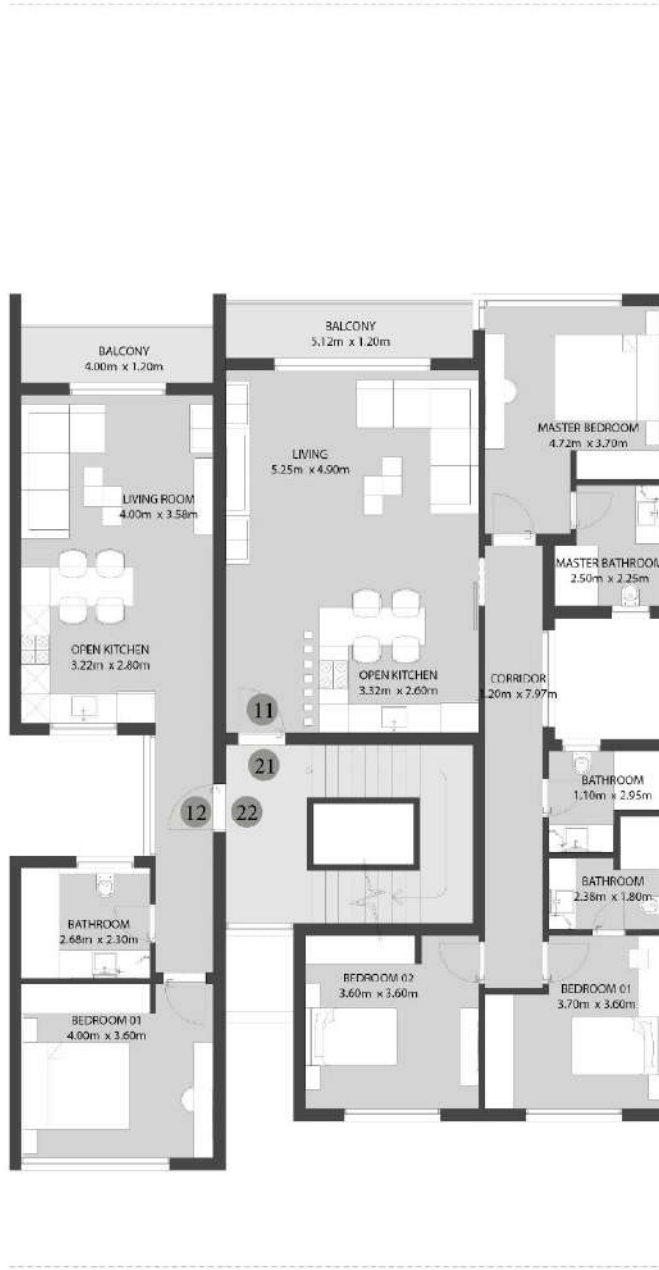 BALCONY
4.00m x 1.20m
BALCONY
5.12m x 1.20m
MASTER BEDROOM
4.72m x 3.70m
LIVING
5.25m x 4.90m
LIVING ROOM
4.00m x 3.58m
MASTER BATHROOM
2.50m x 2.25m
OPEN KITCHEN
3.22m x 2.80m
OPEN KITCHEN
3.32m x 2.60m
CORRIDOR
1.20m x 7.97m
11
21
12
22
BATHROOM
1.10m x 2.95m
BATHROOM
2.38m x 1.80m
BATHROOM
2.68m x 2.30m
BEDROOM 02
3.60m x 3.60m
BEDROOM 01
3.70m x 3.60m
BEDROOM 01
4.00m x 3.60m